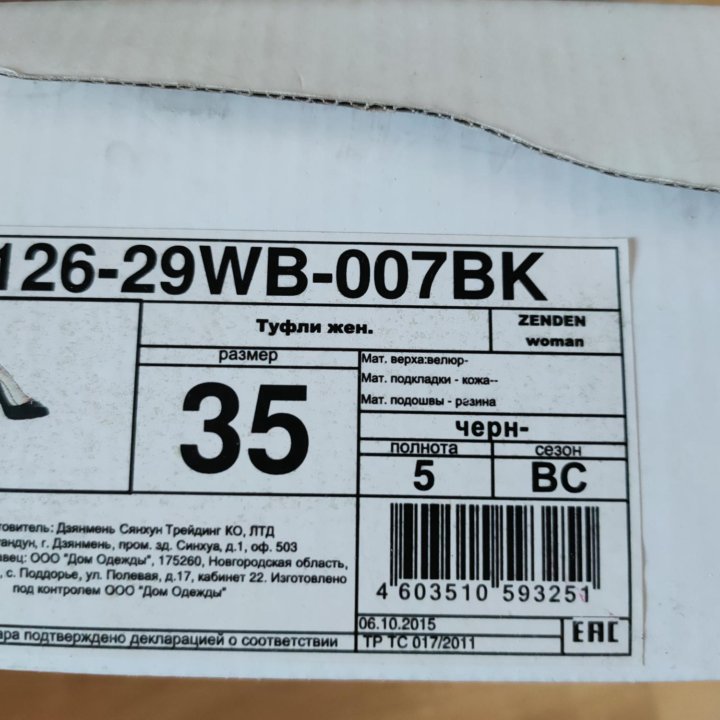 126-29WB-007BK
Туфли жен.
ZENDEN
woman
размер
35
Мат. верха:велюр-
Мат. подкладки - кожа--
Мат. подошвы - резина
черн-
полнота
сезон
5
ВС
товитель: Дзянмень Сянхун Трейдинг КО, ЛТД
андун, г. Дзянмень, пром. зд. Синхув, д.1, оф. 503
авец: ООО "Дом Одежды", 175260, Новгородская область,
, с. Поддорье, ул. Полевая, д.17, кабинет 22. Изготовлено
под контролем ООО "Дом Одежды"
4 603510 593251
06.10.2015
ТР ТС 017/2011
ЕАС
ара подтверждено декларацией о соответствии